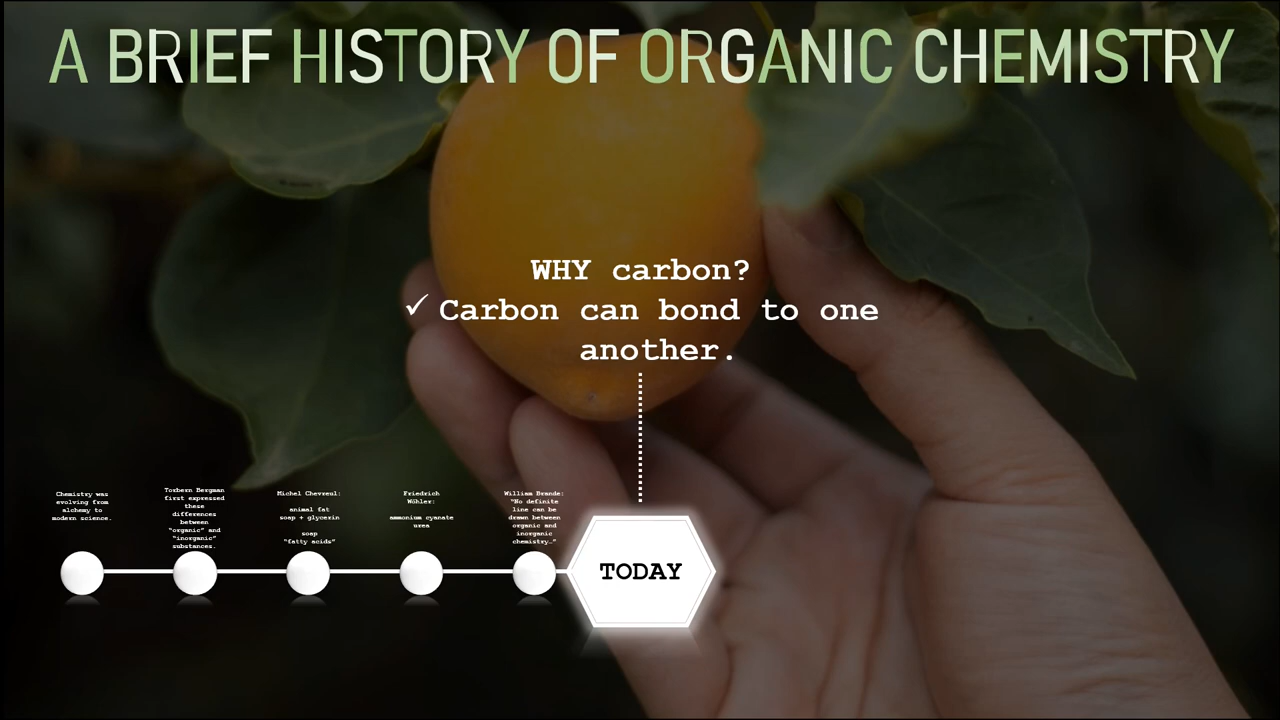 A BRIEF HISTORY OF ORGANIC CHEMISTRY
WHY carbon?
✓ Carbon can bond to one
another.
Chemistry was
evolving from
alchemy to
modern science.
Torbern Bergman
first expressed
these
differences
between
"organic" and
"inorganic"
substances.
Michel Chevreul:
animal fat
soap + glycerin
soap
"fatty acids"
Friedrich
Wöhler:
ammonium cyanate
urea
William Brande:
"No definite
line can be
drawn between
organic and
inorganic
chemistry…"
TODAY